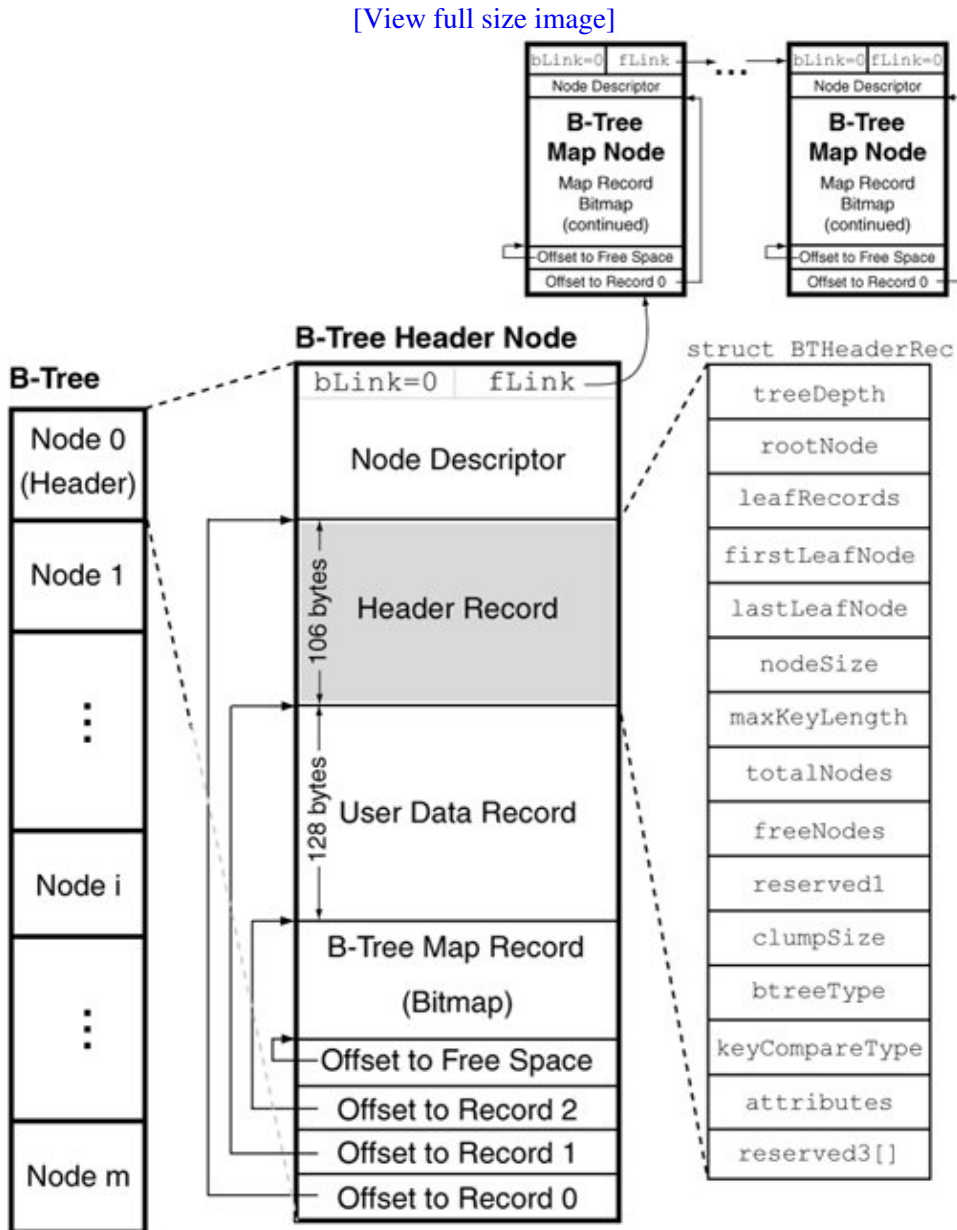 [View full size image]
bLink=0 fLink
Node Descriptor
B-Tree
Map Node
Map Record
Bitmap
(continued)
Offset to Free Space
Offset to Record 0
...
bLink=0 fLink
Node Descriptor
B-Tree
Map Node
Map Record
Bitmap
(continued)
Offset to Free Space
Offset to Record 0
B-Tree
Node 0
(Header)
Node 1
⋮
Node i
⋮
Node m
B-Tree Header Node
bLink=0 fLink
Node Descriptor
106 bytes
Header Record
128 bytes
User Data Record
B-Tree Map Record
(Bitmap)
Offset to Free Space
Offset to Record 2
Offset to Record 1
Offset to Record 0
struct BTHeaderRec
treeDepth
rootNode
leafRecords
firstLeafNode
lastLeafNode
nodeSize
maxKeyLength
totalNodes
freeNodes
reserved1
clumpSize
btreeType
keyCompareType
attributes
reserved3[]